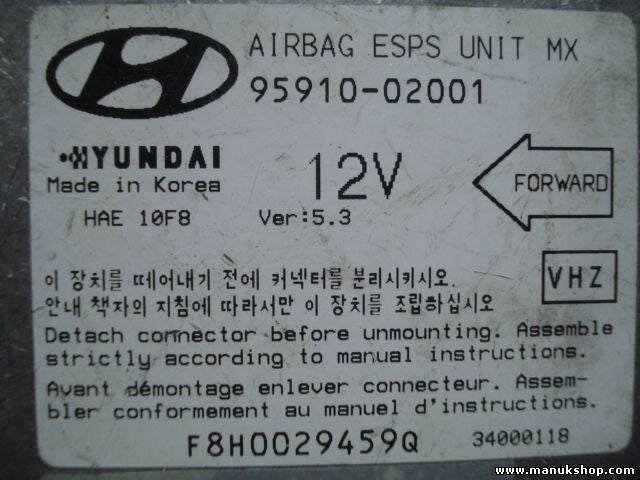 AIRBAG ESPS UNIT MX
95910-02001
HYUNDAI
Made in Korea
12V
FORWARD
HAE 10F8
Ver:5.3
VHZ
이 장치를 떼어내기 전에 커넥터를 분리시키시오.
안내 책자의 지침에 따라서만 이 장치를 조립하십시오
Detach connector before unmounting. Assemble
strictly according to manual instructions.
Avant démontage enlever connecteur. Assem-
bler conformement au manuel d'instructions.
F8H0029459Q
34000118
www.manukshop.com